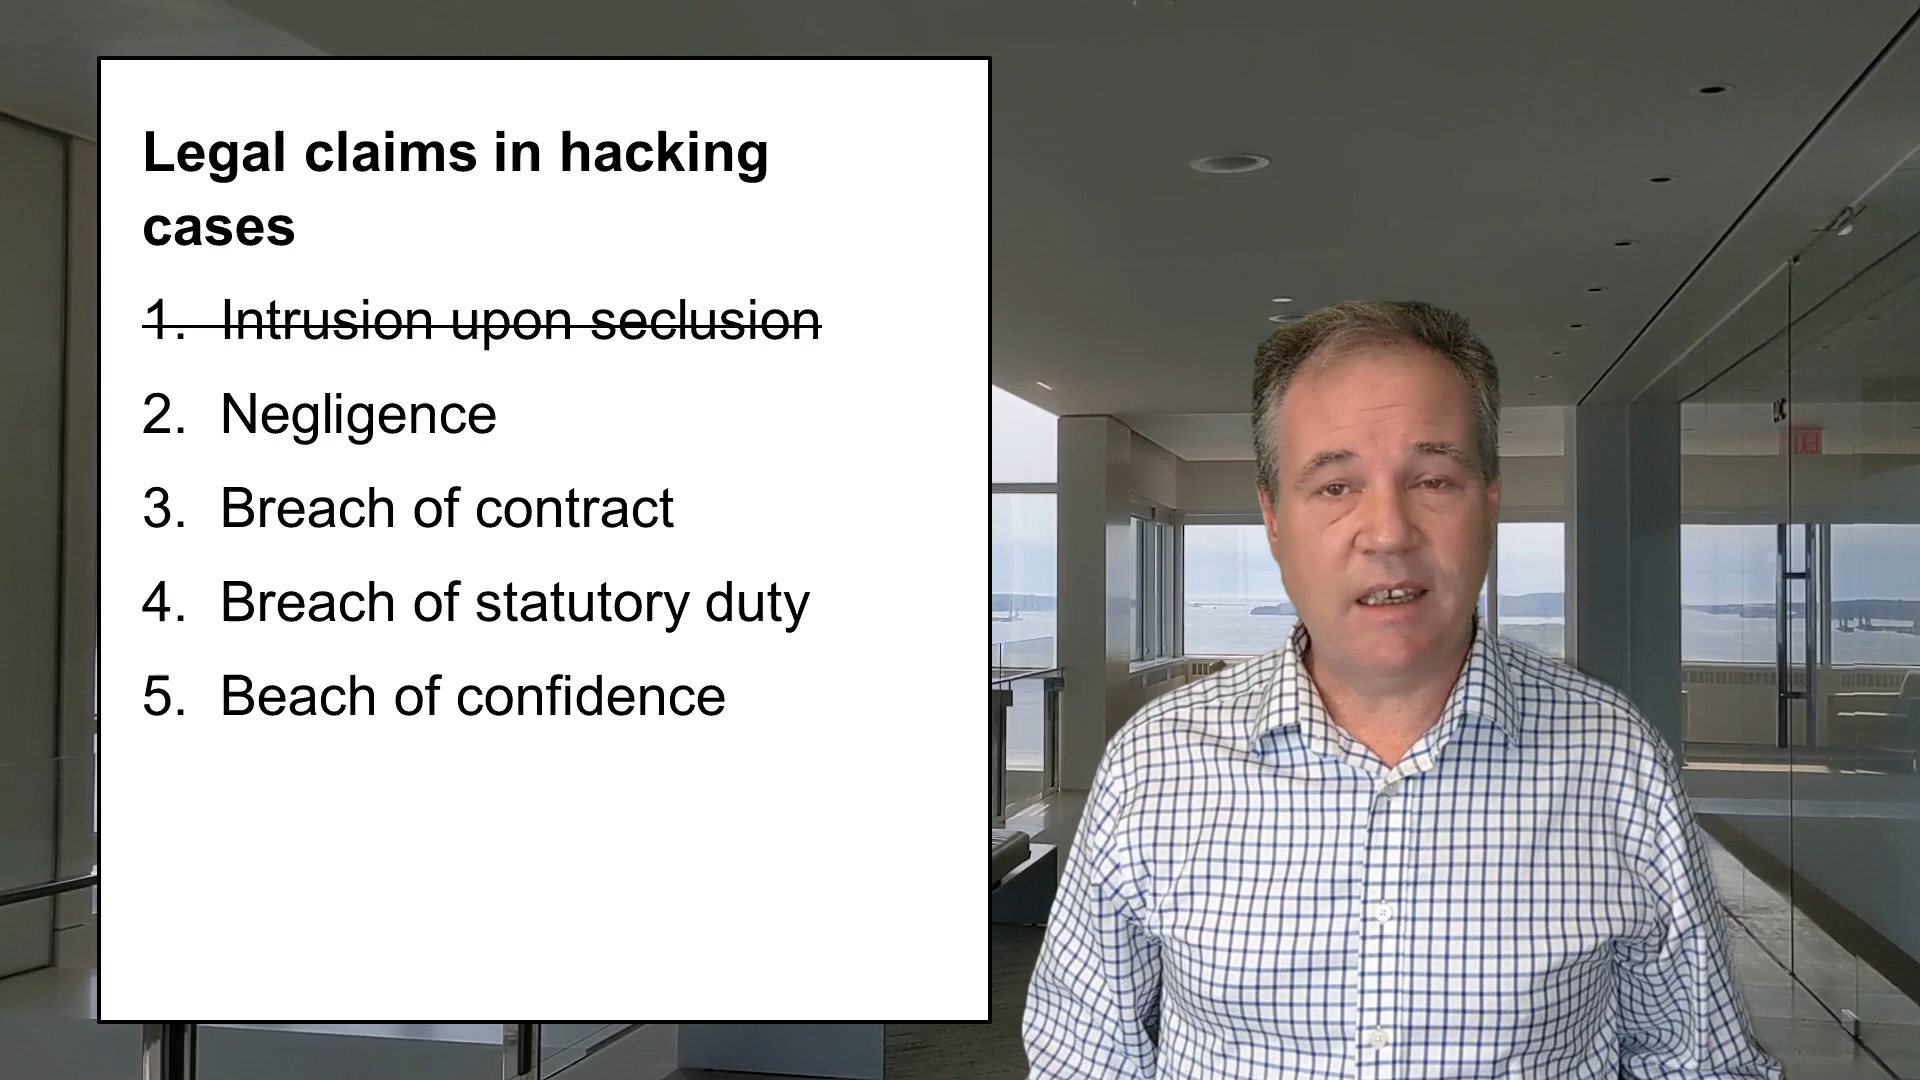 Legal claims in hacking
cases
1. Intrusion upon seclusion
2. Negligence
3. Breach of contract
4. Breach of statutory duty
5. Beach of confidence
EXIT